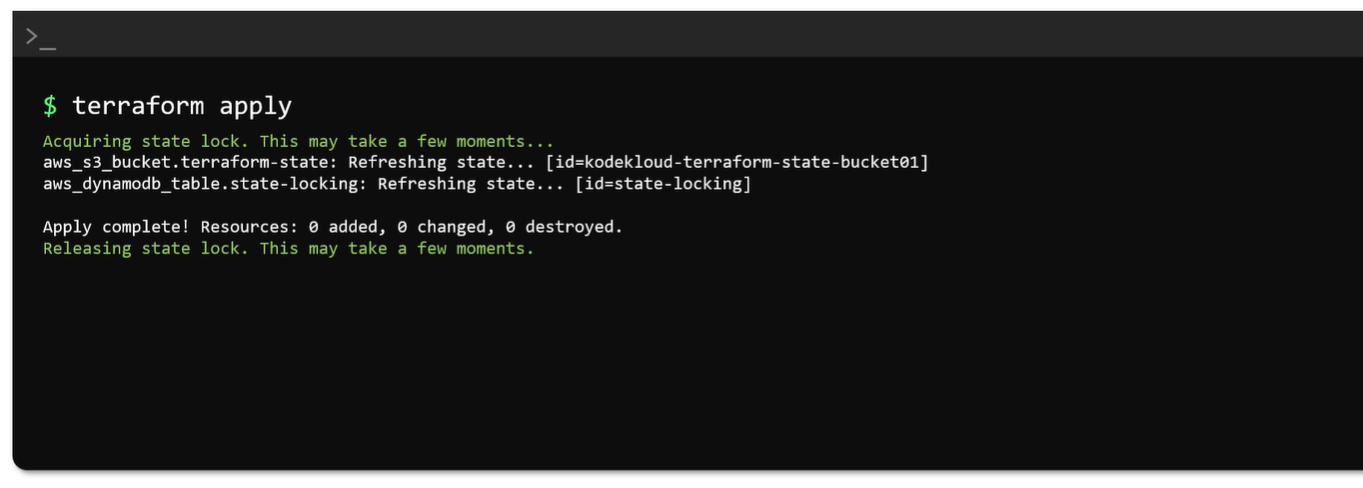 >_
$ terraform apply
Acquiring state lock. This may take a few moments...
aws_s3_bucket.terraform-state: Refreshing state... [id=kodekloud-terraform-state-bucket01]
aws_dynamodb_table.state-locking: Refreshing state... [id=state-locking]
Apply complete! Resources: 0 added, 0 changed, 0 destroyed.
Releasing state lock. This may take a few moments.